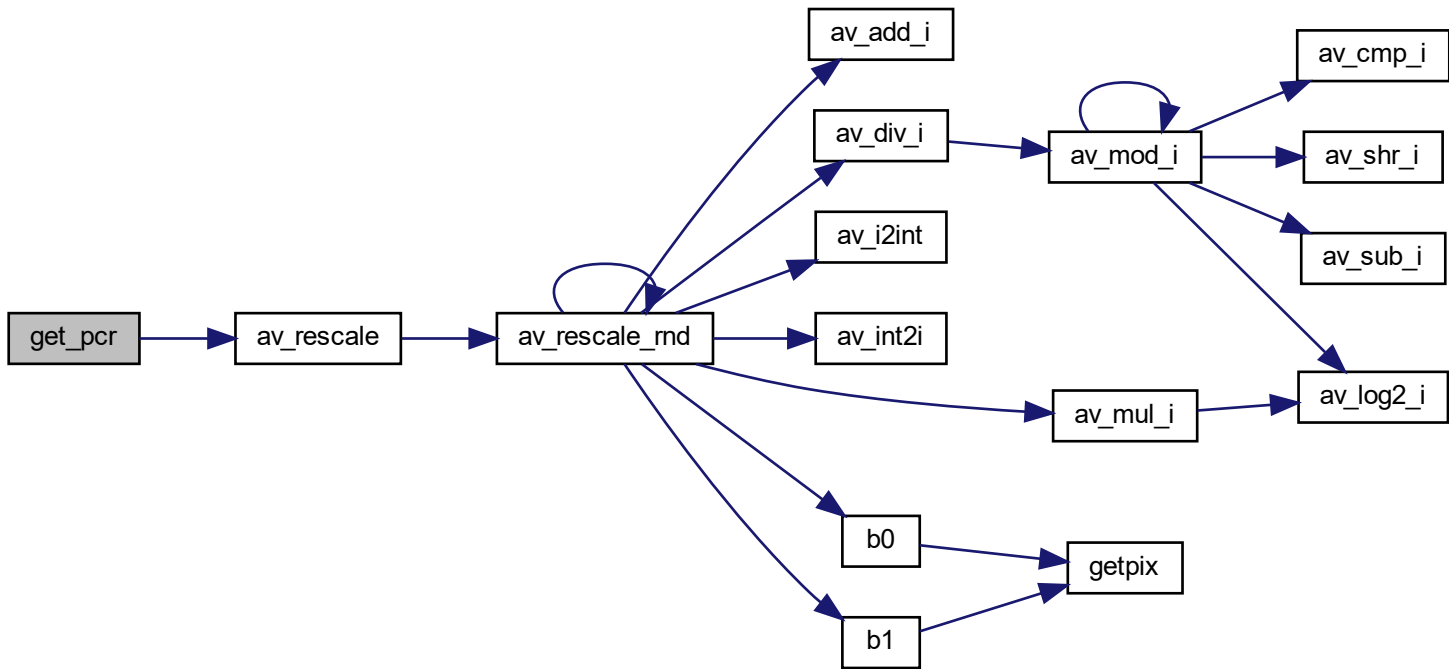 get_pcr
av_rescale
av_rescale_rnd
av_add_i
av_div_i
av_i2int
av_int2i
av_mul_i
b0
b1
av_mod_i
getpix
av_cmp_i
av_shr_i
av_sub_i
av_log2_i